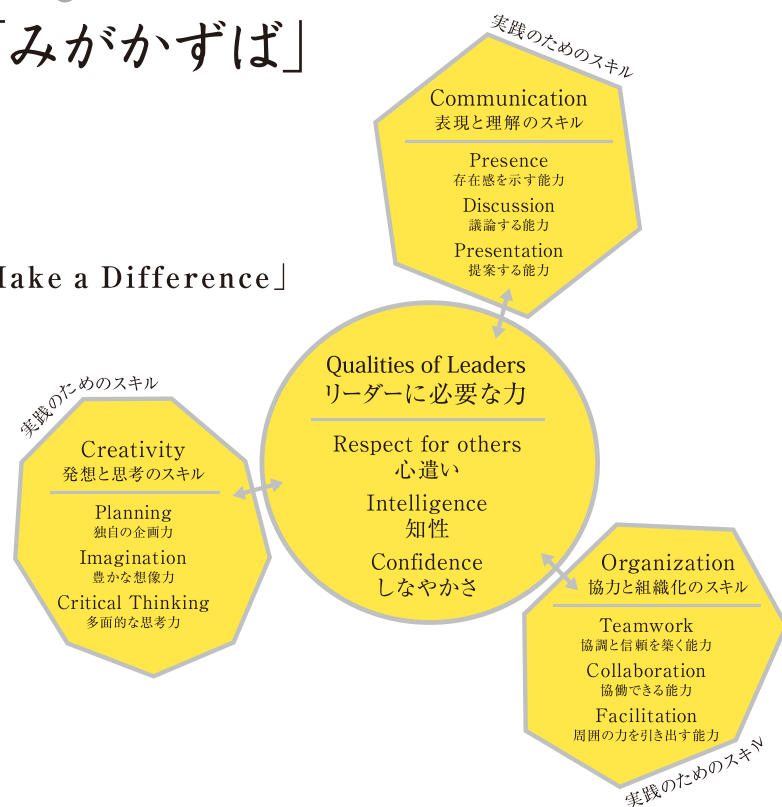 「みがかずば」
Make a Difference」
実践のためのスキル
Communication
表現と理解のスキル
Presence
存在感を示す能力
Discussion
議論する能力
Presentation
提案する能力
Qualities of Leaders
リーダーに必要な力
Respect for others
心遣い
Intelligence
知性
Confidence
しなやかさ
実践のためのスキル
Creativity
発想と思考のスキル
Planning
独自の企画力
Imagination
豊かな想像力
Critical Thinking
多面的な思考力
Organization
協力と組織化のスキル
Teamwork
協調と信頼を築く能力
Collaboration
協働できる能力
Facilitation
周囲の力を引き出す能力
実践のためのスキル